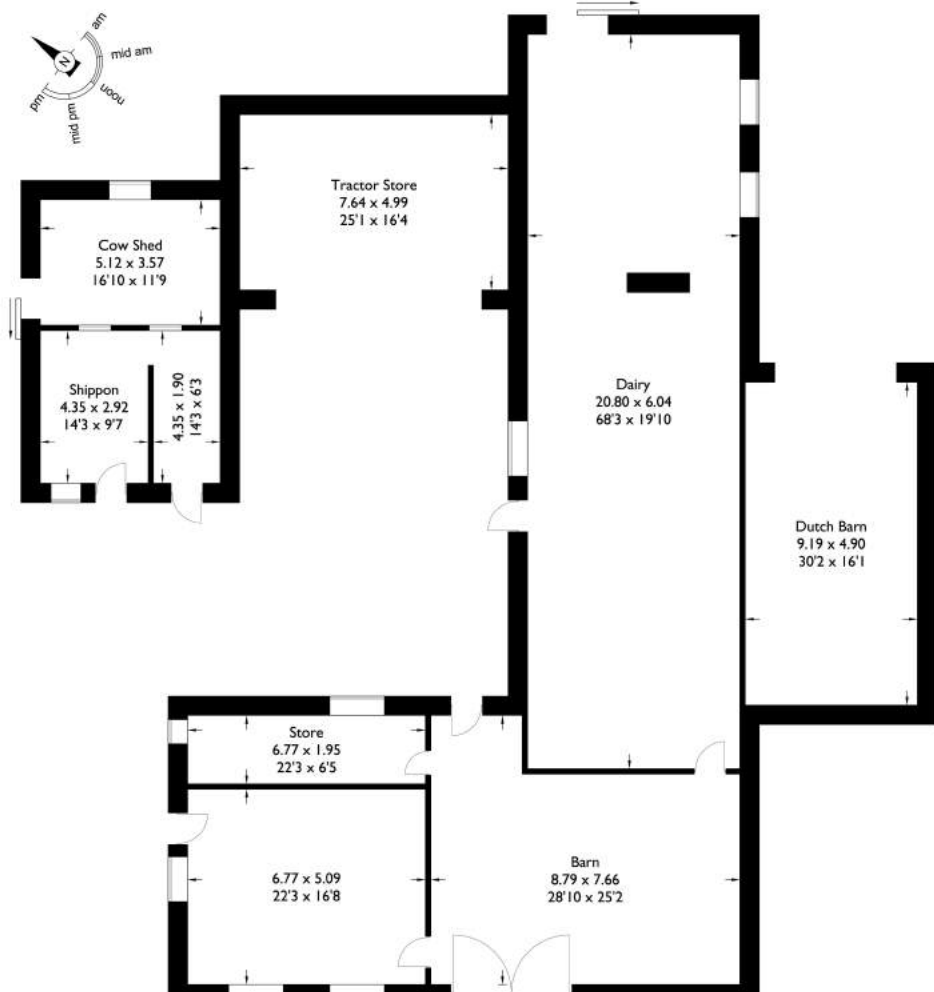 am
mid am
noon
mid pm
pm
N
Tractor Store
7.64 x 4.99
25'1 x 16'4
Cow Shed
5.12 x 3.57
16'10 x 11'9
Shippon
4.35 x 2.92
14'3 x 9'7
4.35 x 1.90
14'3 x 6'3
Dairy
20.80 x 6.04
68'3 x 19'10
Dutch Barn
9.19 x 4.90
30'2 x 16'1
Store
6.77 x 1.95
22'3 x 6'5
6.77 x 5.09
22'3 x 16'8
Barn
8.79 x 7.66
28'10 x 25'2